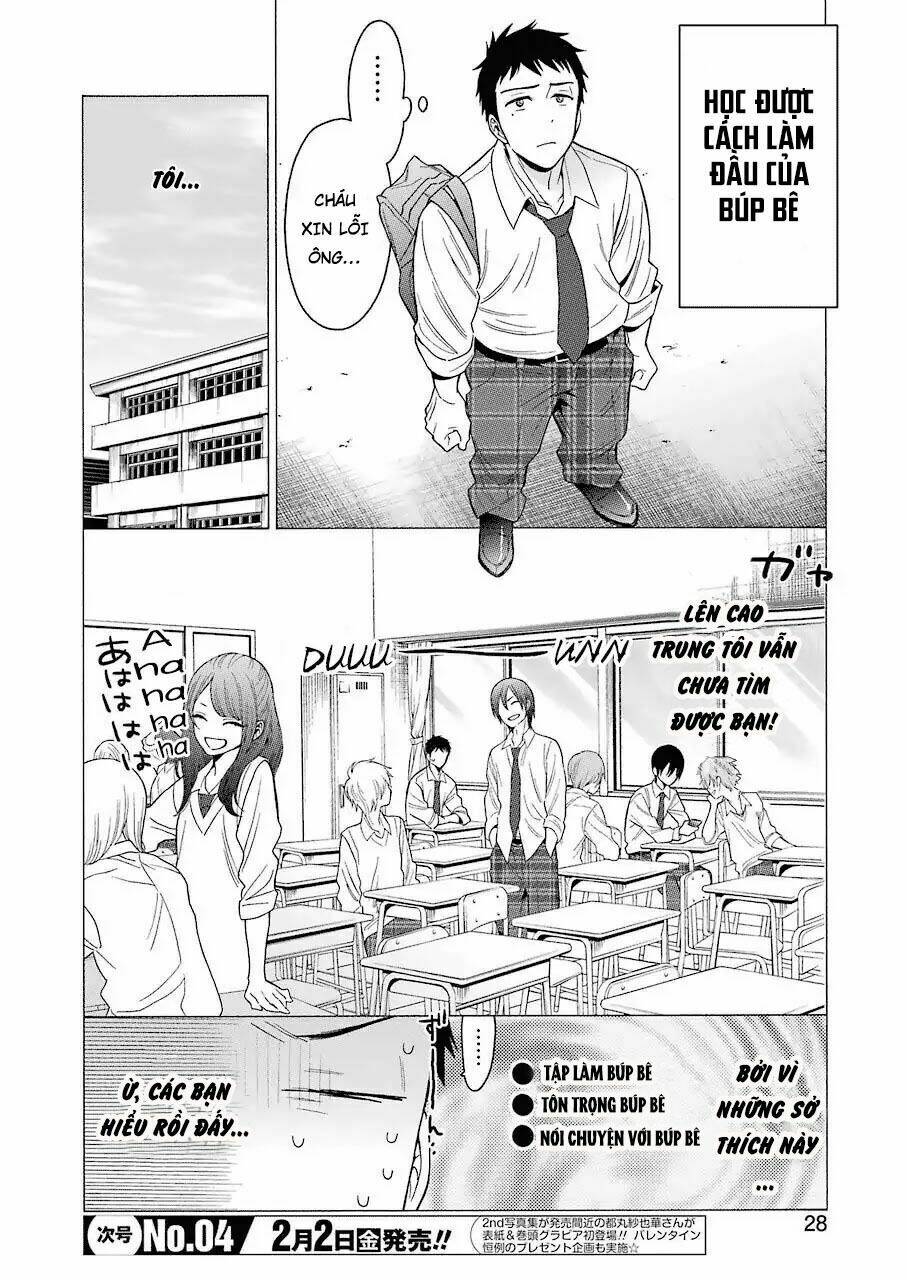 HỌC ĐƯỢC
CÁCH LÀM
ĐẦU CỦA
BÚP BÊ
......
CHÁU
XIN LỖI
ÔNG...
TÔI...
ガヤ
LÊN CAO
TRUNG TÔI VẪN
CHƯA TÌM
ĐƯỢC BẠN!
DUUU
UNN
A
ha
ha
ha
ha
あははは
BỞI VÌ
NHỮNG SỞ
THÍCH NÀY
...
......
● TẬP LÀM BÚP BÊ
● TÔN TRỌNG BÚP BÊ
● NÓI CHUYỆN VỚI BÚP BÊ
Ừ, CÁC BẠN
HIỂU RỒI ĐẤY...
次号 No.04 2月2日金発売!!
2nd写真集が発売間近の都丸紗也華さんが
表紙&巻頭グラビア初登場!! バレンタイン
恒例のプレゼント企画も実施☆
28